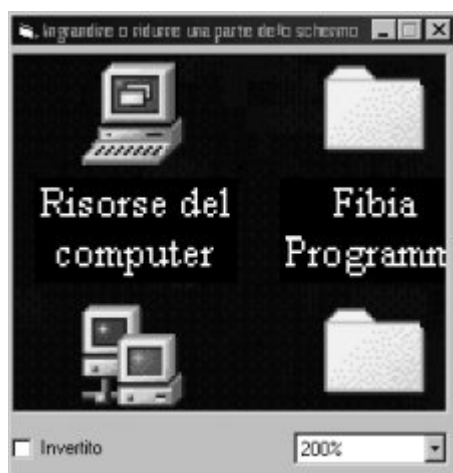 Ingrandire o ridurre una parte dello schermo
Risorse del
computer
Fibia
Programm
Invertito
200%